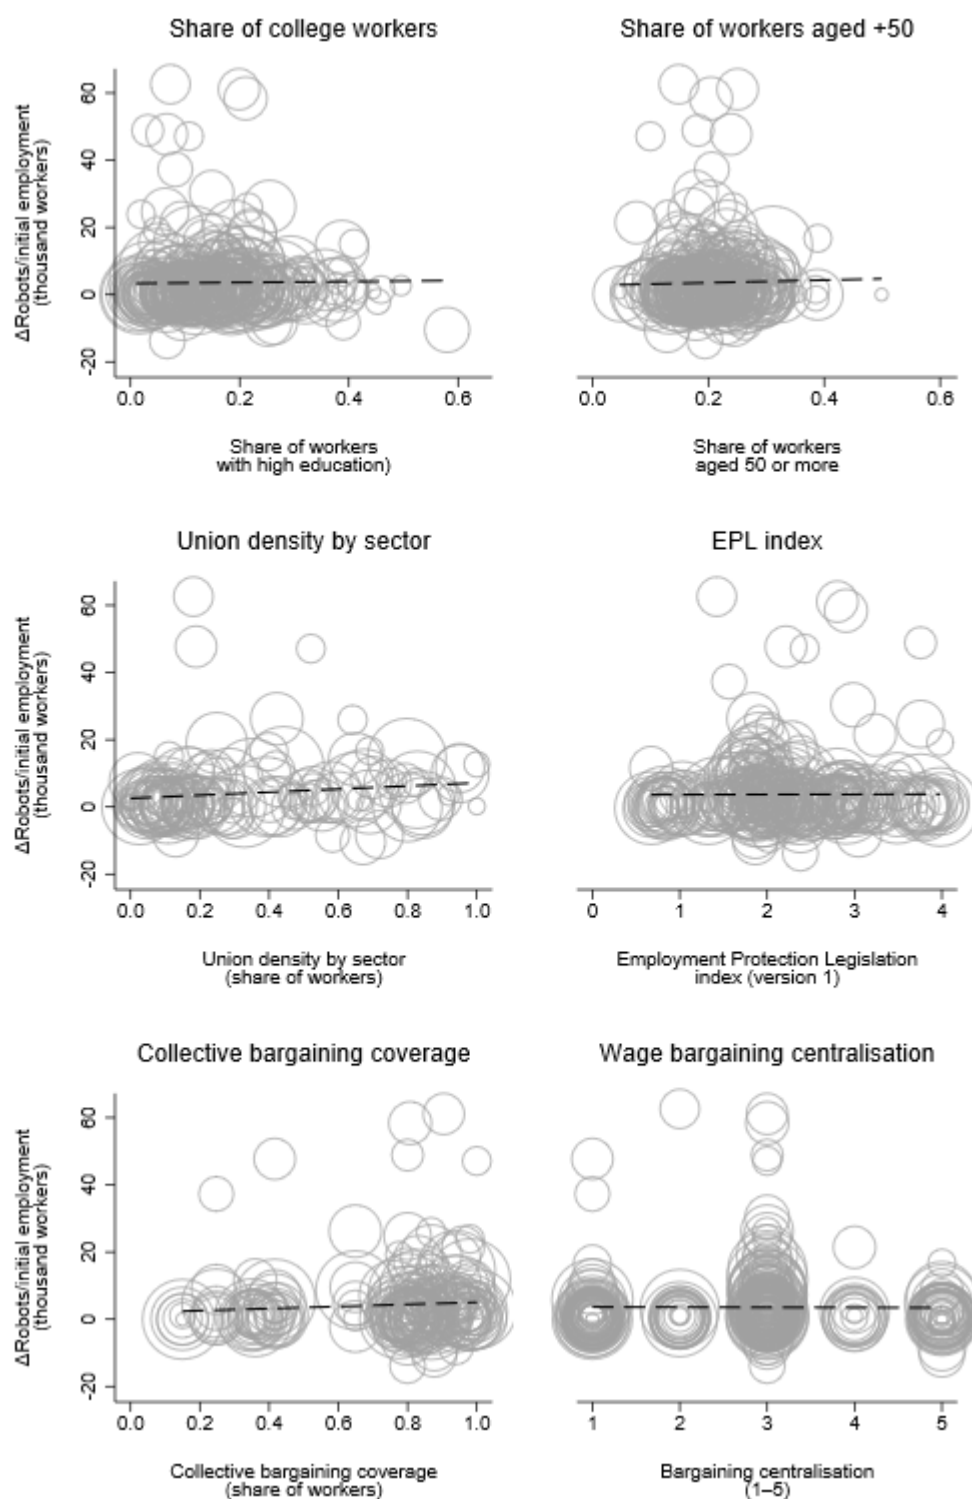 Share of college workers
ΔRobots/initial employment
(thousand workers)
60
40
20
0
-20
0.0 0.2 0.4 0.6
Share of workers
with high education)
Share of workers aged +50
0.0 0.2 0.4 0.6
Share of workers
aged 50 or more
Union density by sector
ΔRobots/initial employment
(thousand workers)
60
40
20
0
-20
0.0 0.2 0.4 0.6 0.8 1.0
Union density by sector
(share of workers)
EPL index
0 1 2 3 4
Employment Protection Legislation
index (version 1)
Collective bargaining coverage
ΔRobots/initial employment
(thousand workers)
60
40
20
0
-20
0.0 0.2 0.4 0.6 0.8 1.0
Collective bargaining coverage
(share of workers)
Wage bargaining centralisation
1 2 3 4 5
Bargaining centralisation
(1–5)